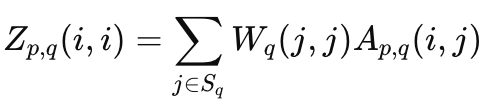 Z_{p,q}(i,i) = \sum_{j \in S_q} W_q(j,j) A_{p,q}(i,j)